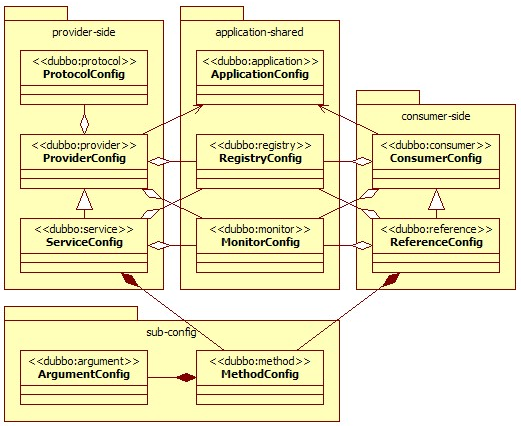 provider-side
<<dubbo:protocol>>
ProtocolConfig
<<dubbo:provider>>
ProviderConfig
<<dubbo:service>>
ServiceConfig
application-shared
<<dubbo:application>>
ApplicationConfig
<<dubbo:registry>>
RegistryConfig
<<dubbo:monitor>>
MonitorConfig
consumer-side
<<dubbo:consumer>>
ConsumerConfig
<<dubbo:reference>>
ReferenceConfig
sub-config
<<dubbo:argument>>
ArgumentConfig
<<dubbo:method>>
MethodConfig